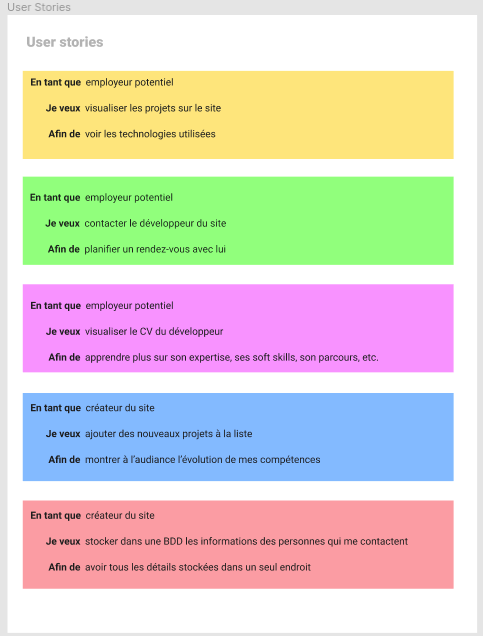 User Stories
User stories
En tant que employeur potentiel
Je veux visualiser les projets sur le site
Afin de voir les technologies utilisées
En tant que employeur potentiel
Je veux contacter le développeur du site
Afin de planifier un rendez-vous avec lui
En tant que employeur potentiel
Je veux visualiser le CV du développeur
Afin de apprendre plus sur son expertise, ses soft skills, son parcours, etc.
En tant que créateur du site
Je veux ajouter des nouveaux projets à la liste
Afin de montrer à l'audiance l'évolution de mes compétences
En tant que créateur du site
Je veux stocker dans une BDD les informations des personnes qui me contactent
Afin de avoir tous les détails stockées dans un seul endroit